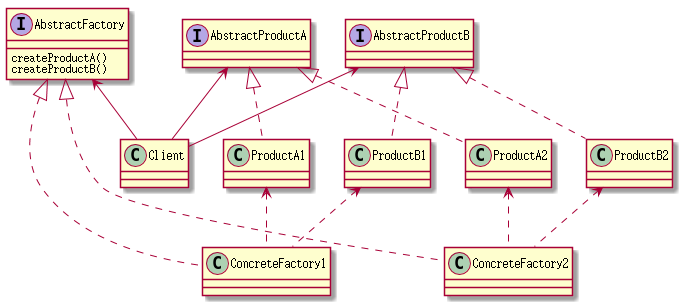 I AbstractFactory
createProductA()
createProductB()
I AbstractProductA
I AbstractProductB
C Client
C ProductA1
C ProductB1
C ProductA2
C ProductB2
C ConcreteFactory1
C ConcreteFactory2